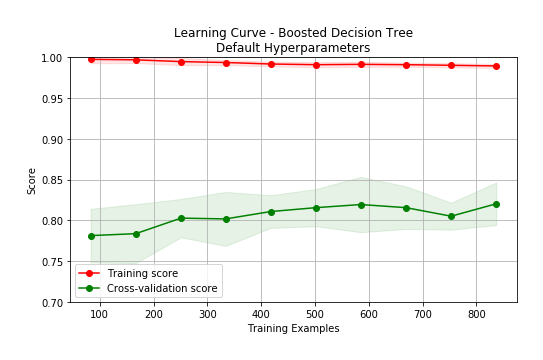 Learning Curve - Boosted Decision Tree
Default Hyperparameters
1.00
0.95
0.90
0.85
0.80
0.75
0.70
Score
Training score
Cross-validation score
100 200 300 400 500 600 700 800
Training Examples